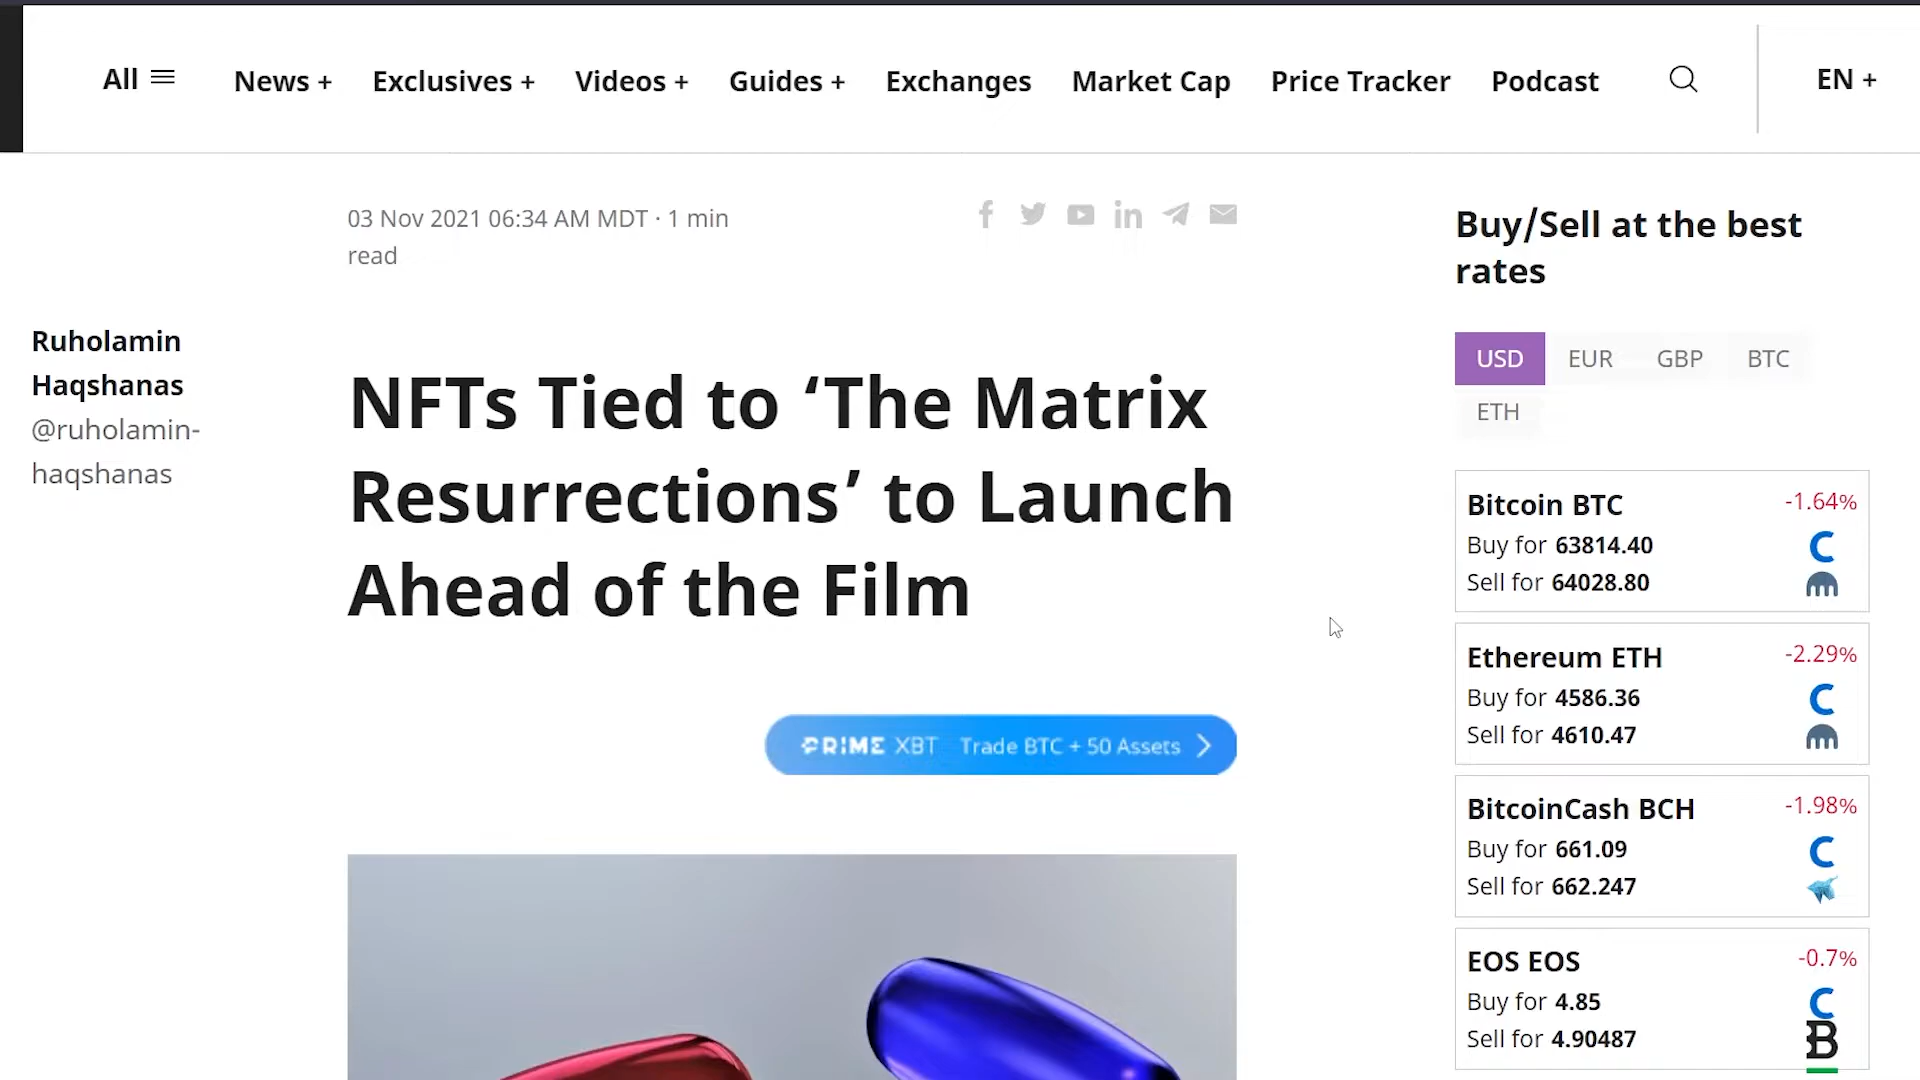 All
News +
Exclusives +
Videos +
Guides +
Exchanges
Market Cap
Price Tracker
Podcast
EN +
03 Nov 2021 06:34 AM MDT · 1 min
read
Ruholamin
Haqshanas
@ruholamin-
haqshanas
NFTs Tied to ‘The Matrix
Resurrections’ to Launch
Ahead of the Film
PRIME XBT Trade BTC + 50 Assets
Buy/Sell at the best
rates
USD
EUR
GBP
BTC
ETH
Bitcoin BTC
-1.64%
Buy for 63814.40
Sell for 64028.80
Ethereum ETH
-2.29%
Buy for 4586.36
Sell for 4610.47
BitcoinCash BCH
-1.98%
Buy for 661.09
Sell for 662.247
EOS EOS
-0.7%
Buy for 4.85
Sell for 4.90487